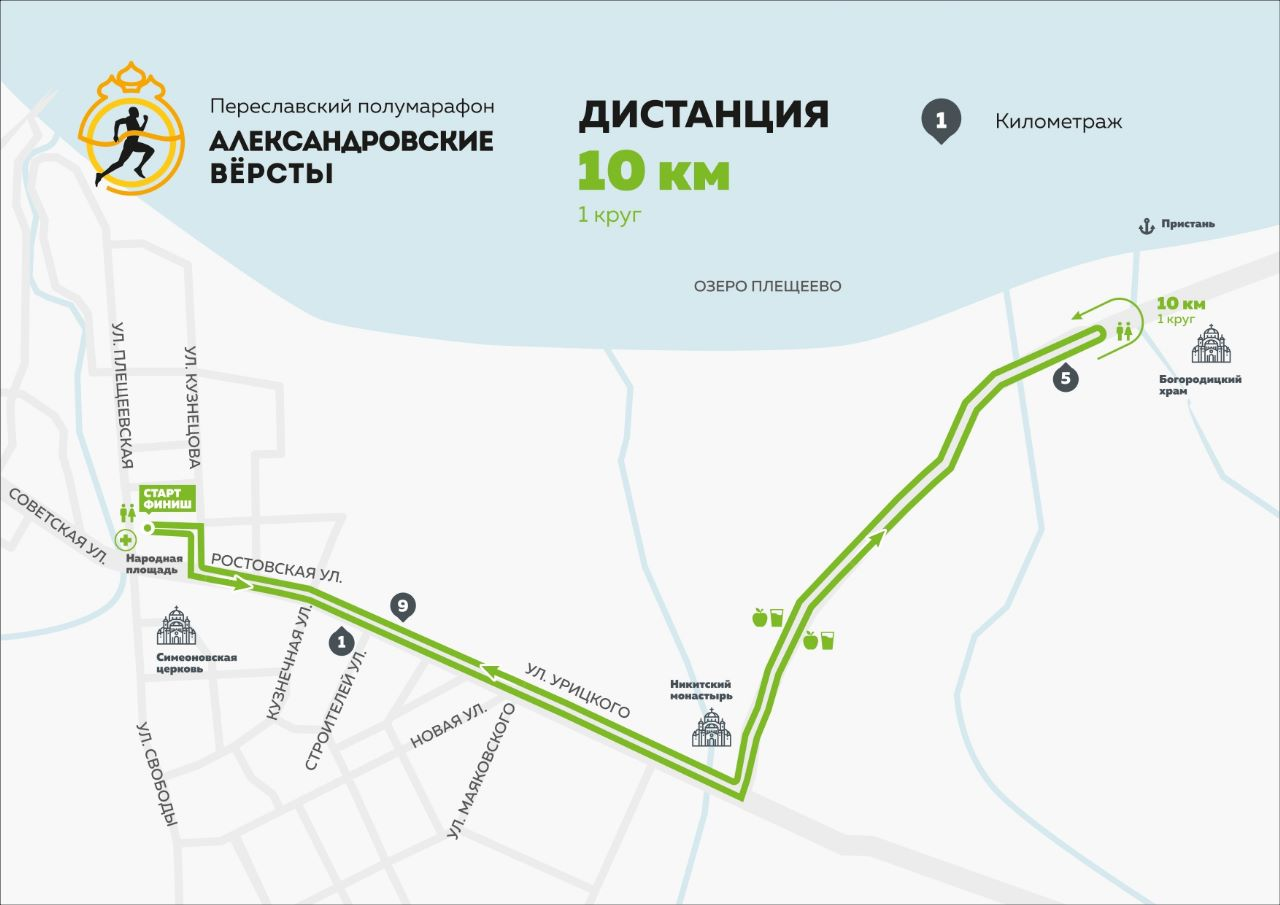 Переславский полумарафон
АЛЕКСАНДРОВСКИЕ
ВЁРСТЫ
ДИСТАНЦИЯ
10 км
1 круг
1
Километраж
Пристань
ОЗЕРО ПЛЕЩЕЕВО
10 км
1 круг
Богородицкий
храм
5
УЛ. ПЛЕЩЕЕВСКАЯ
УЛ. КУЗНЕЦОВА
СОВЕТСКАЯ УЛ.
СТАРТ
ФИНИШ
Народная
площадь
РОСТОВСКАЯ УЛ.
9
1
Симеоновская
церковь
КУЗНЕЧНАЯ УЛ.
СТРОИТЕЛЕЙ УЛ.
НОВАЯ УЛ.
УЛ. МАЯКОВСКОГО
УЛ. УРИЦКОГО
Никитский
монастырь
УЛ. СВОБОДЫ